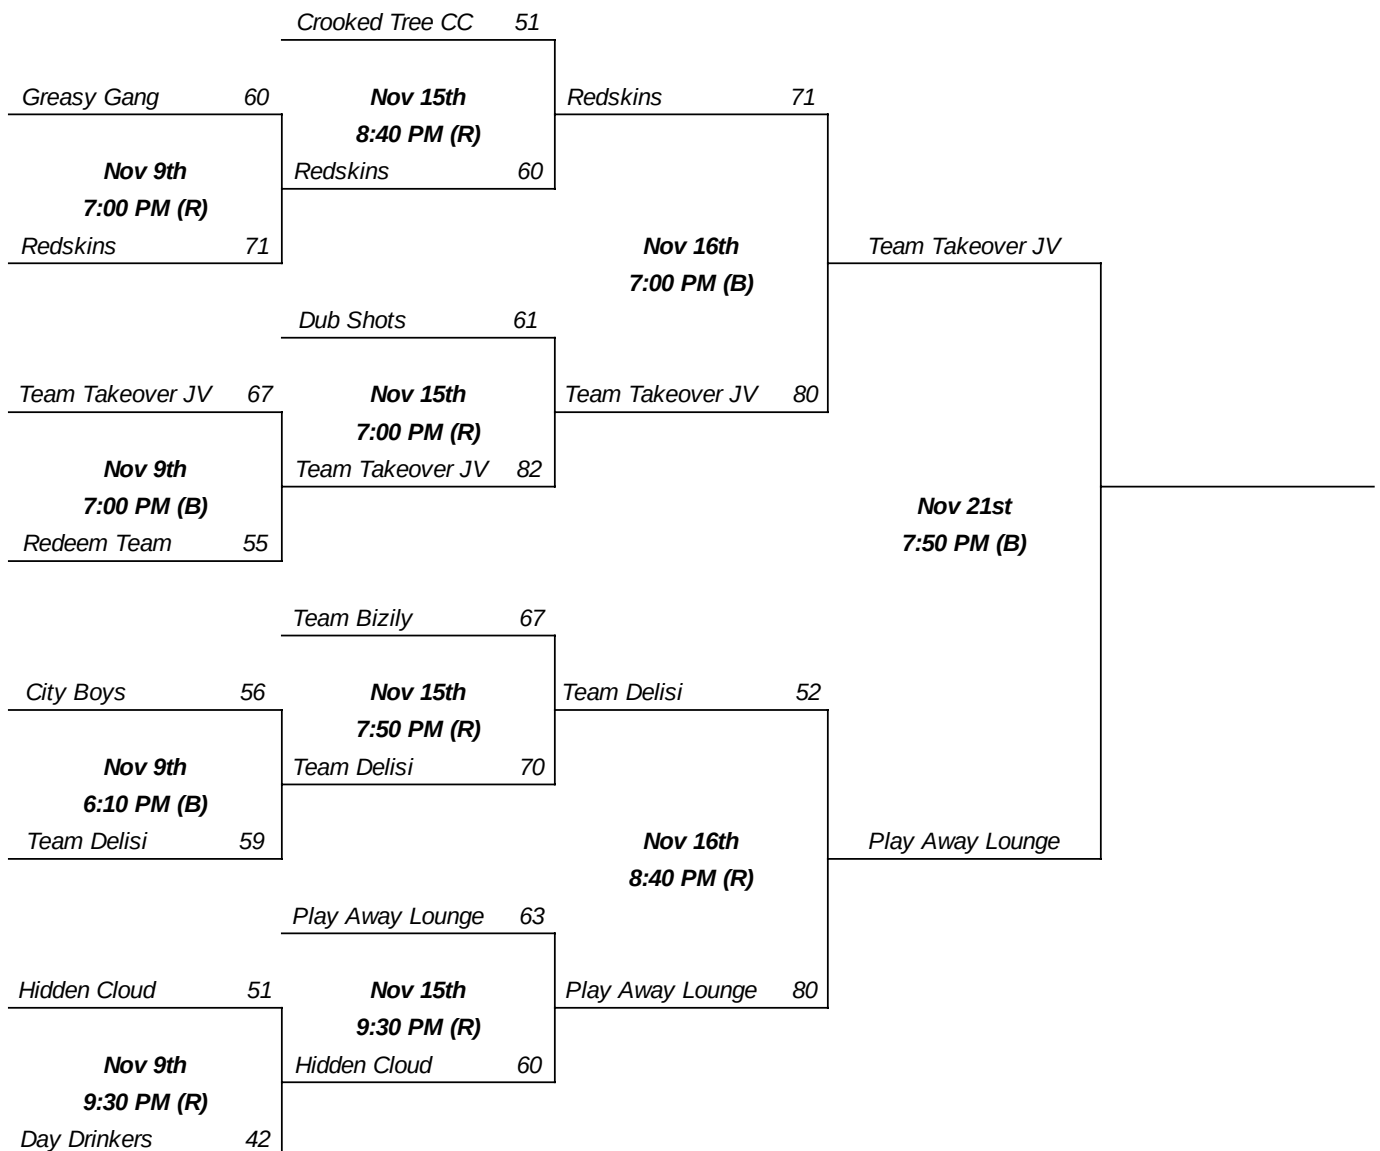 Crooked Tree CC 51
Greasy Gang 60 Nov 15th Redskins 71
8:40 PM (R)
Nov 9th Redskins 60
7:00 PM (R)
Redskins 71 Nov 16th Team Takeover JV
7:00 PM (B)
Dub Shots 61
Team Takeover JV 67 Nov 15th Team Takeover JV 80
7:00 PM (R)
Nov 9th Team Takeover JV 82
7:00 PM (B) Nov 21st
Redeem Team 55 7:50 PM (B)
Team Bizily 67
City Boys 56 Nov 15th Team Delisi 52
7:50 PM (R)
Nov 9th Team Delisi 70
6:10 PM (B)
Team Delisi 59 Nov 16th Play Away Lounge
8:40 PM (R)
Play Away Lounge 63
Hidden Cloud 51 Nov 15th Play Away Lounge 80
9:30 PM (R)
Nov 9th Hidden Cloud 60
9:30 PM (R)
Day Drinkers 42